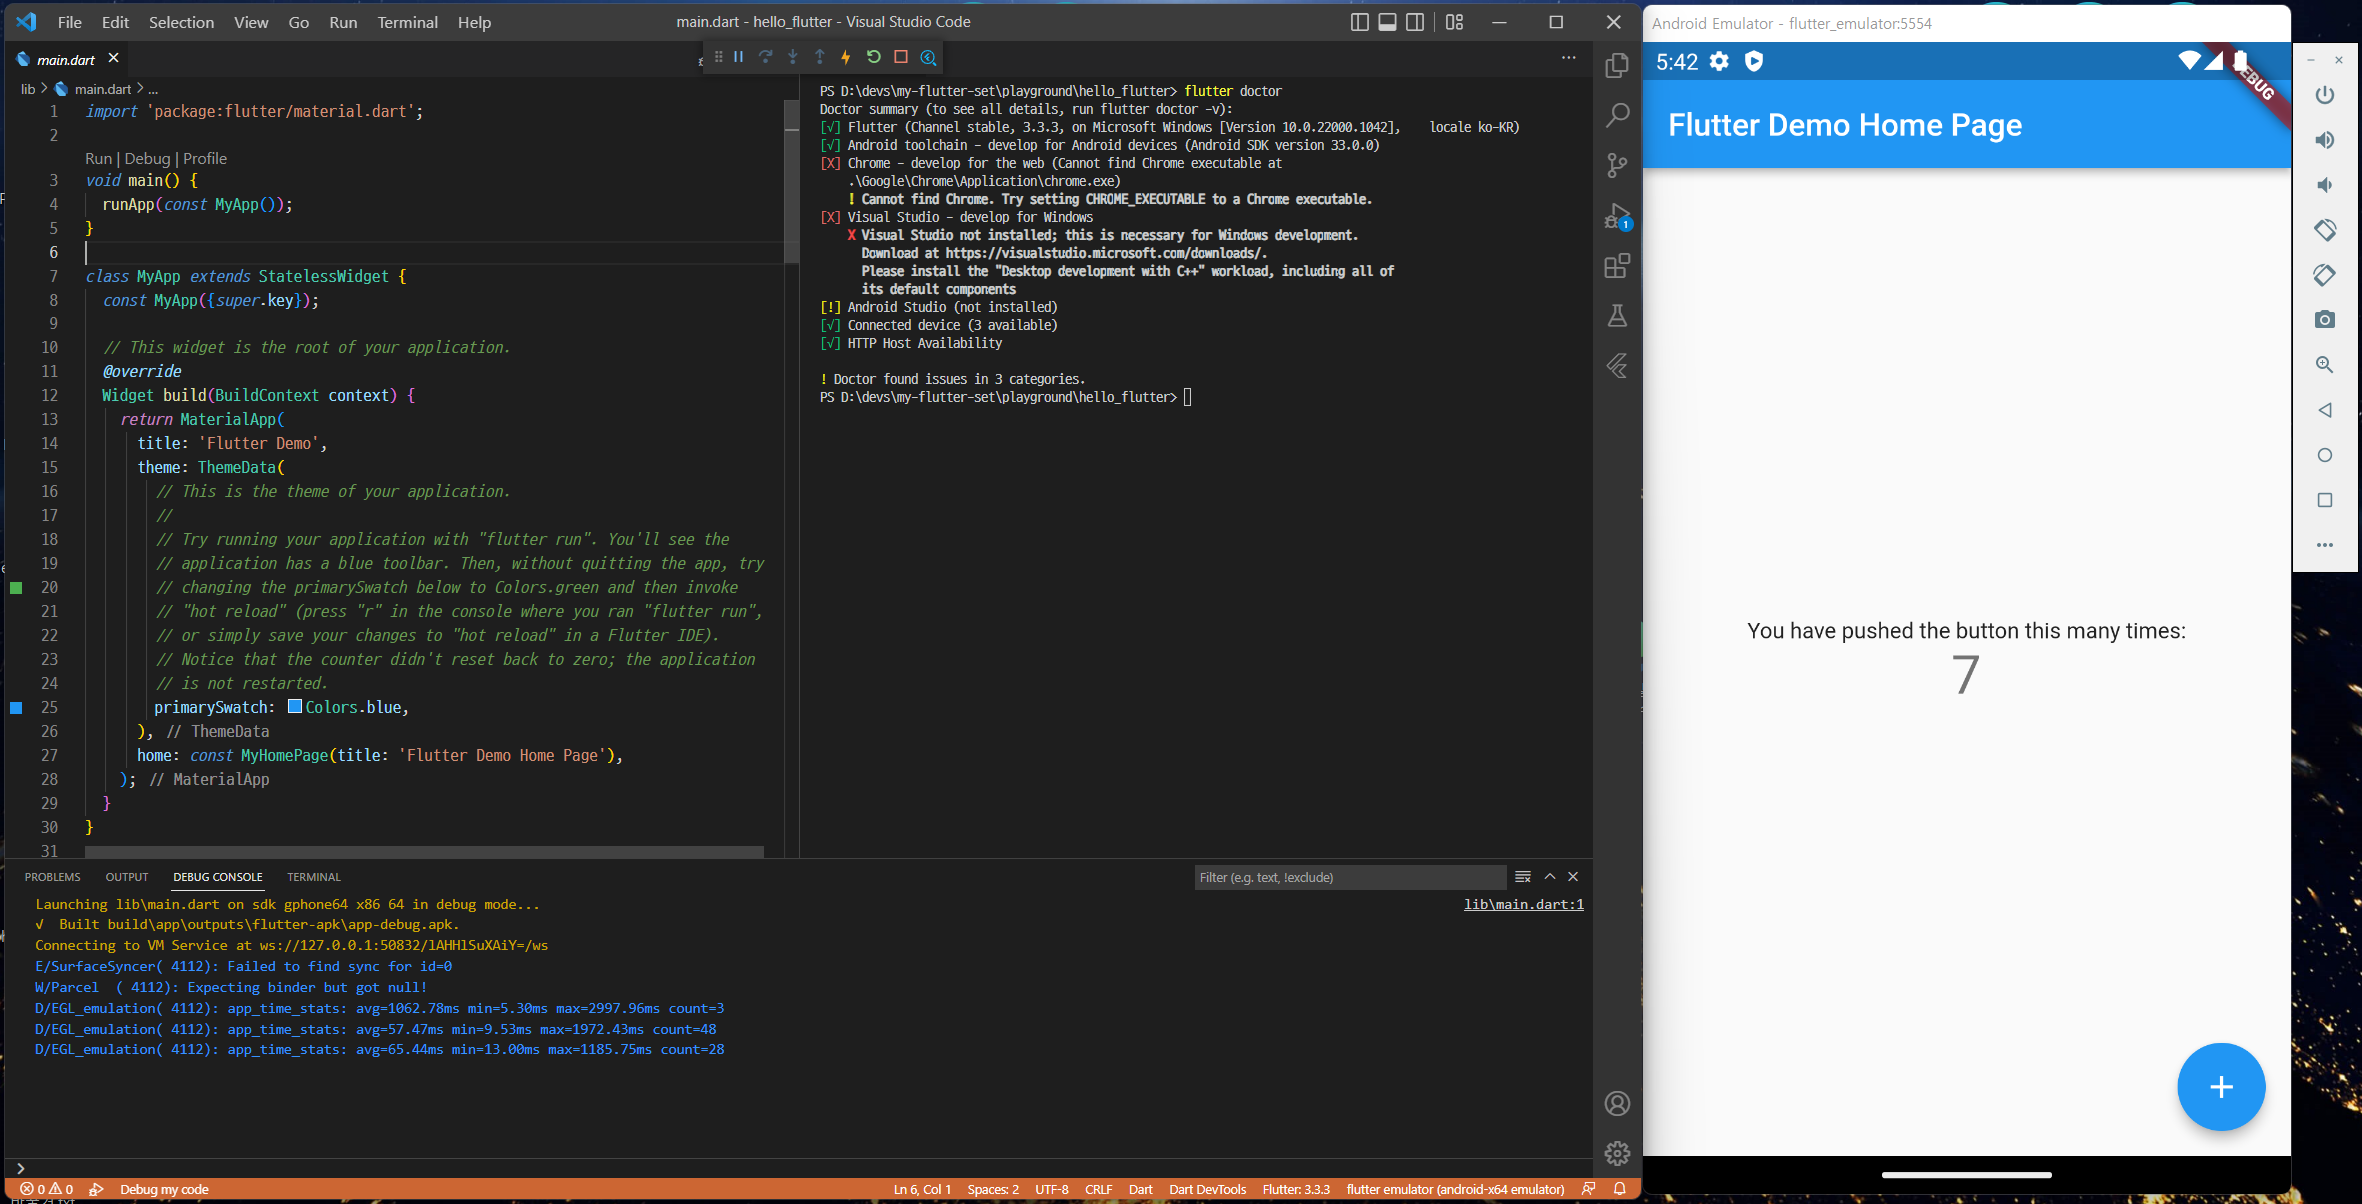 File Edit Selection View Go Run Terminal Help
main.dart - hello_flutter - Visual Studio Code
main.dart
lib > main.dart > ...
1 import 'package:flutter/material.dart';
2
Run | Debug | Profile
3 void main() {
4 runApp(const MyApp());
5 }
6
7 class MyApp extends StatelessWidget {
8 const MyApp({super.key});
9
10 // This widget is the root of your application.
11 @override
12 Widget build(BuildContext context) {
13 return MaterialApp(
14 title: 'Flutter Demo',
15 theme: ThemeData(
16 // This is the theme of your application.
17 //
18 // Try running your application with "flutter run". You'll see the
19 // application has a blue toolbar. Then, without quitting the app, try
20 // changing the primarySwatch below to Colors.green and then invoke
21 // "hot reload" (press "r" in the console where you ran "flutter run",
22 // or simply save your changes to "hot reload" in a Flutter IDE).
23 // Notice that the counter didn't reset back to zero; the application
24 // is not restarted.
25 primarySwatch: Colors.blue,
26 ), // ThemeData
27 home: const MyHomePage(title: 'Flutter Demo Home Page'),
28 ); // MaterialApp
29 }
30 }
31
PS D:\devs\my-flutter-set\playground\hello_flutter> flutter doctor
Doctor summary (to see all details, run flutter doctor -v):
[√] Flutter (Channel stable, 3.3.3, on Microsoft Windows [Version 10.0.22000.1042], locale ko-KR)
[√] Android toolchain - develop for Android devices (Android SDK version 33.0.0)
[X] Chrome - develop for the web (Cannot find Chrome executable at
.\Google\Chrome\Application\chrome.exe)
! Cannot find Chrome. Try setting CHROME_EXECUTABLE to a Chrome executable.
[X] Visual Studio - develop for Windows
X Visual Studio not installed; this is necessary for Windows development.
Download at https://visualstudio.microsoft.com/downloads/.
Please install the "Desktop development with C++" workload, including all of
its default components
[!] Android Studio (not installed)
[√] Connected device (3 available)
[√] HTTP Host Availability
! Doctor found issues in 3 categories.
PS D:\devs\my-flutter-set\playground\hello_flutter>
1
PROBLEMS OUTPUT DEBUG CONSOLE TERMINAL
Filter (e.g. text, !exclude)
Launching lib\main.dart on sdk gphone64 x86 64 in debug mode...
lib\main.dart:1
√ Built build\app\outputs\flutter-apk\app-debug.apk.
Connecting to VM Service at ws://127.0.0.1:50832/lAHHlSuXAiY=/ws
E/SurfaceSyncer( 4112): Failed to find sync for id=0
W/Parcel ( 4112): Expecting binder but got null!
D/EGL_emulation( 4112): app_time_stats: avg=1062.78ms min=5.30ms max=2997.96ms count=3
D/EGL_emulation( 4112): app_time_stats: avg=57.47ms min=9.53ms max=1972.43ms count=48
D/EGL_emulation( 4112): app_time_stats: avg=65.44ms min=13.00ms max=1185.75ms count=28
0 0 Debug my code
Ln 6, Col 1 Spaces: 2 UTF-8 CRLF Dart Dart DevTools Flutter: 3.3.3 flutter emulator (android-x64 emulator)
Android Emulator - flutter_emulator:5554
5:42
DEBUG
Flutter Demo Home Page
You have pushed the button this many times:
7